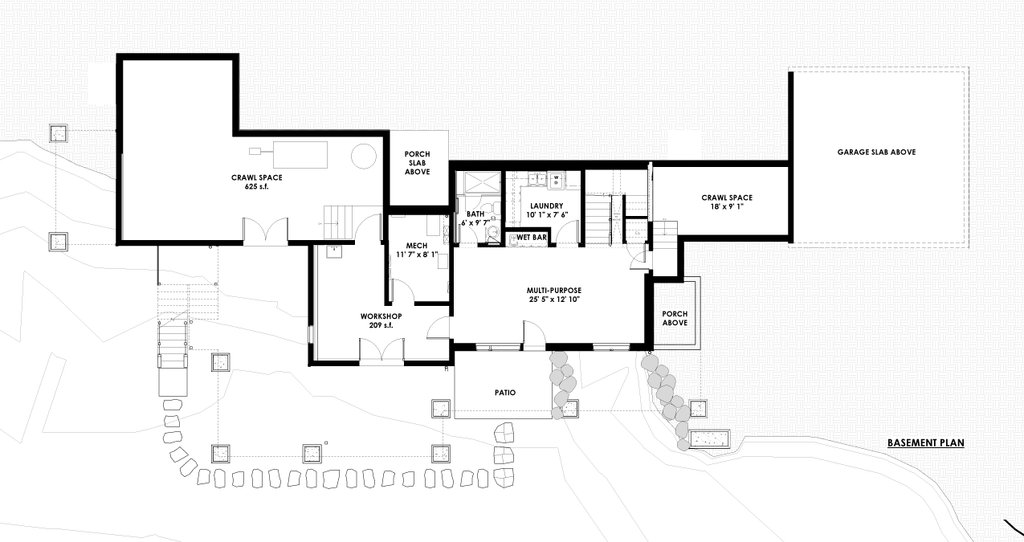 PORCH
SLAB
ABOVE
GARAGE SLAB ABOVE
CRAWL SPACE
625 s.f.
CRAWL SPACE
18' x 9' 1"
LAUNDRY
10' 1" x 7' 6"
BATH
6' x 9' 7"
WET BAR
MECH
11' 7" x 8' 1"
MULTI-PURPOSE
25' 5" x 12' 10"
WORKSHOP
209 s.f.
PORCH
ABOVE
PATIO
BASEMENT PLAN